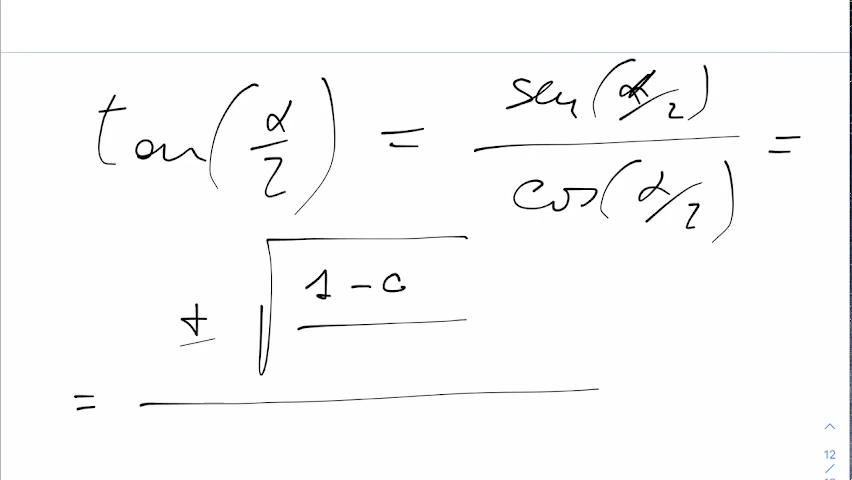 tan(α/2) = sen(α/2)/cos(α/2) =
= ± √ 1 - c
12